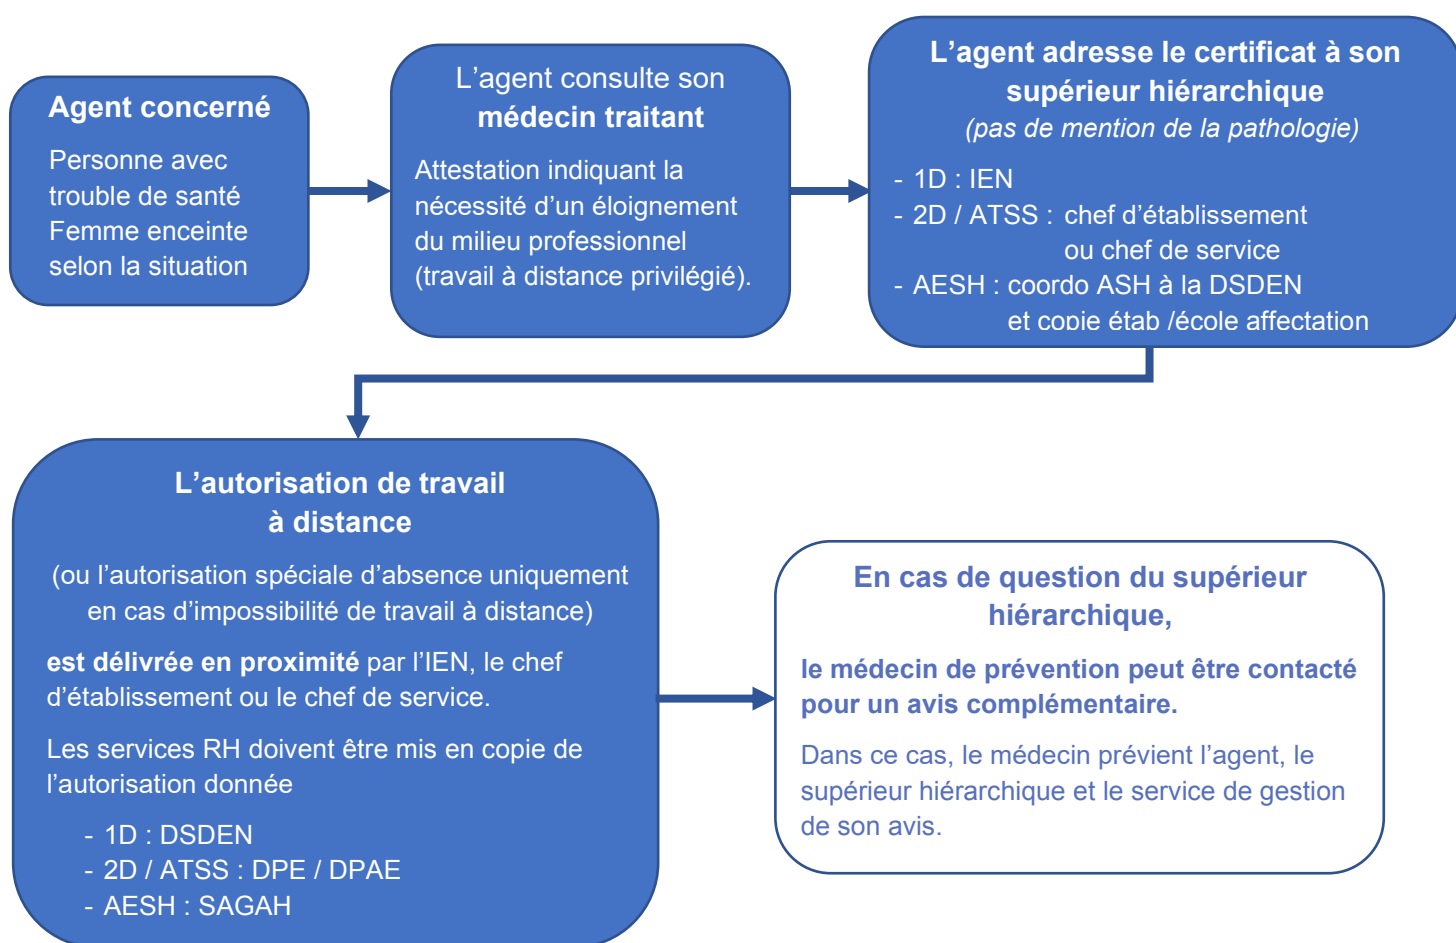 Agent concerné
Personne avec
trouble de santé
Femme enceinte
selon la situation
L’agent consulte son
médecin traitant
Attestation indiquant la
nécessité d’un éloignement
du milieu professionnel
(travail à distance privilégié).
L’agent adresse le certificat à son
supérieur hiérarchique
(pas de mention de la pathologie)
- 1D : IEN
- 2D / ATSS : chef d’établissement
ou chef de service
- AESH : coordo ASH à la DSDEN
et copie étab /école affectation
L’autorisation de travail
à distance
(ou l’autorisation spéciale d’absence uniquement
en cas d’impossibilité de travail à distance)
est délivrée en proximité par l’IEN, le chef
d’établissement ou le chef de service.
Les services RH doivent être mis en copie de
l’autorisation donnée
- 1D : DSDEN
- 2D / ATSS : DPE / DPAE
- AESH : SAGAH
En cas de question du supérieur
hiérarchique,
le médecin de prévention peut être contacté
pour un avis complémentaire.
Dans ce cas, le médecin prévient l’agent, le
supérieur hiérarchique et le service de gestion
de son avis.